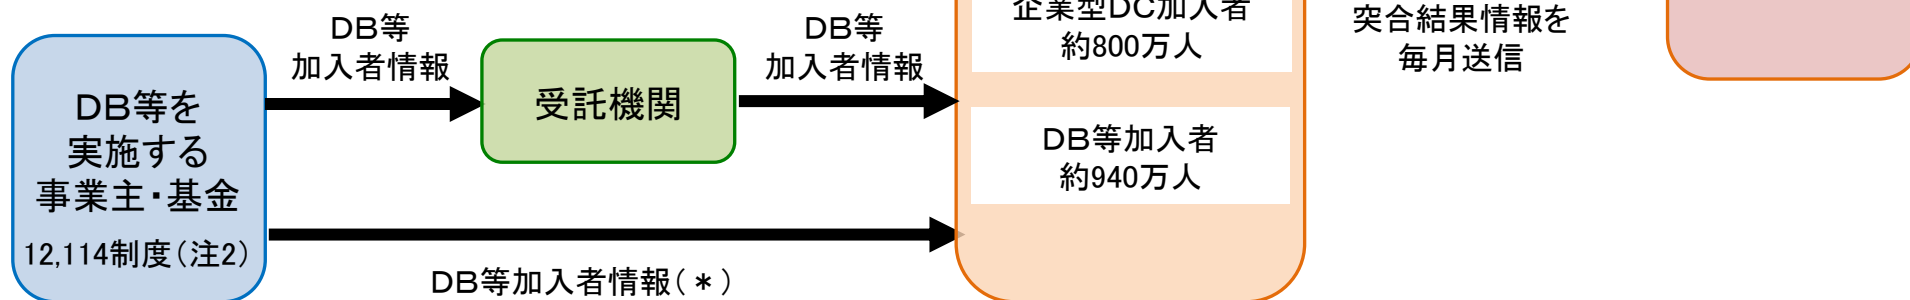 DB等
加入者情報
DB等
加入者情報
企業型DC加入者
約800万人
突合結果情報を
毎月送信
DB等を
実施する
事業主・基金
12,114制度(注2)
受託機関
DB等加入者
約940万人
DB等加入者情報(*)